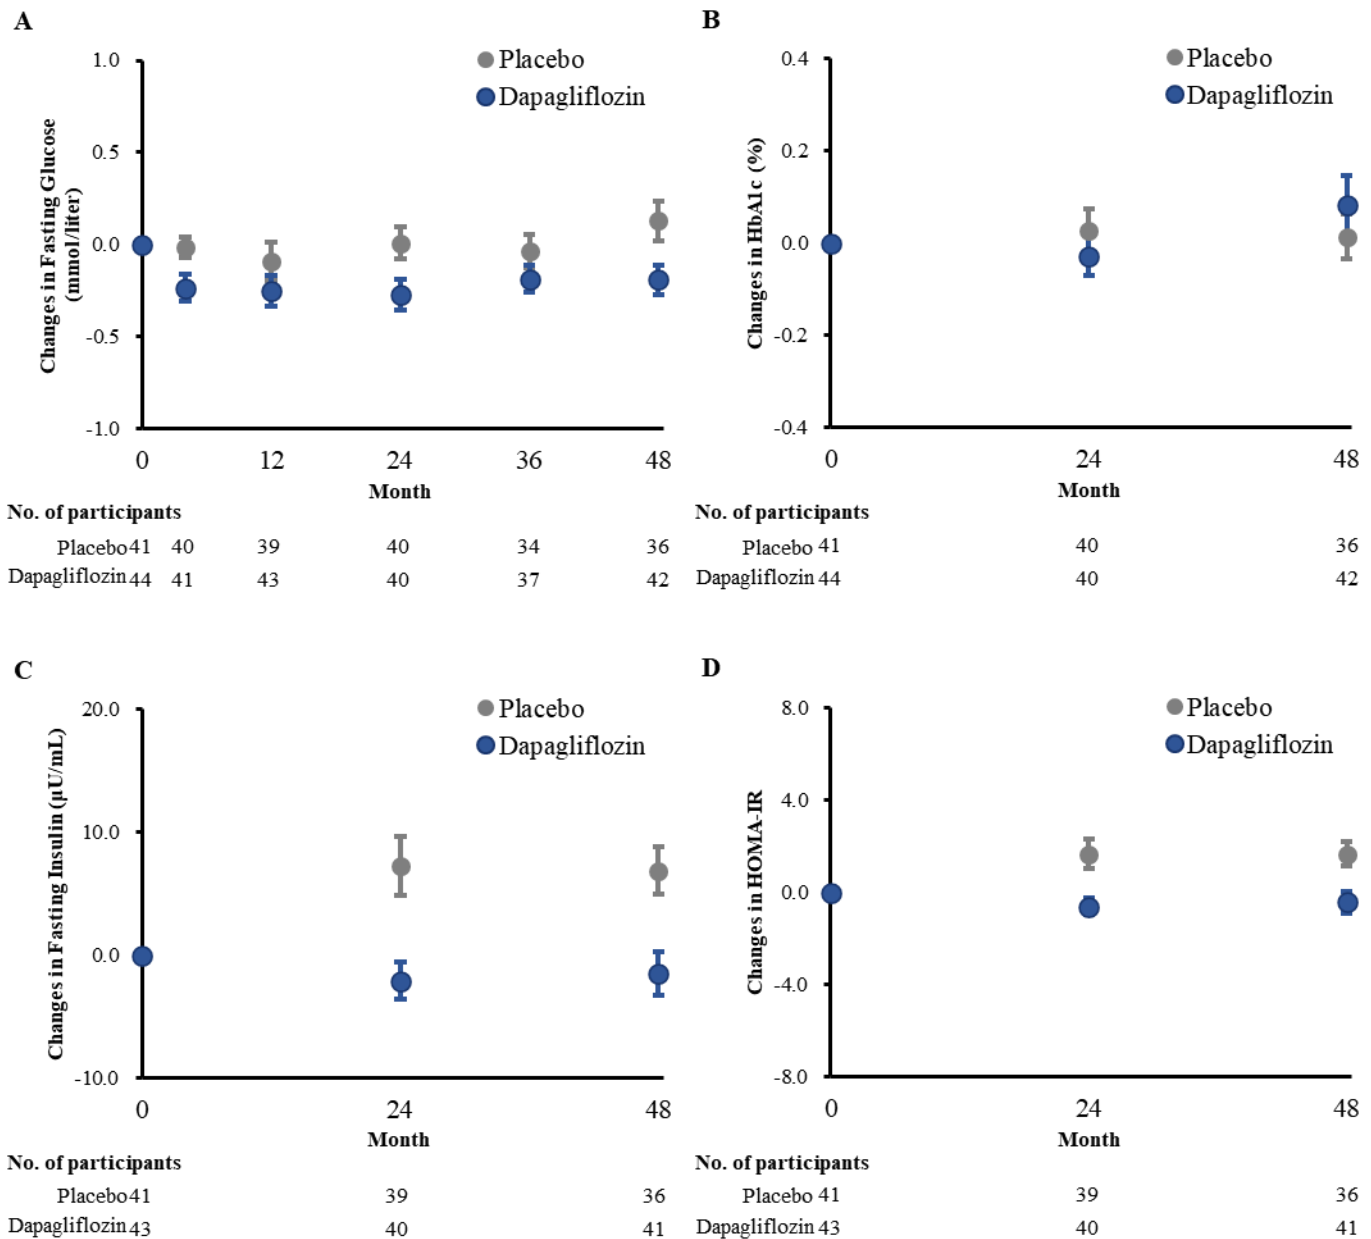 A
Placebo
Dapagliflozin
Changes in Fasting Glucose
(mmol/liter)
1.0
0.5
0.0
-0.5
-1.0
0 12 24 36 48
Month
No. of participants
Placebo 41 40 39 40 34 36
Dapagliflozin 44 41 43 40 37 42
B
Placebo
Dapagliflozin
Changes in HbA1c (%)
0.4
0.2
0.0
-0.2
-0.4
0 24 48
Month
No. of participants
Placebo 41 40 36
Dapagliflozin 44 40 42
C
Placebo
Dapagliflozin
Changes in Fasting Insulin (µU/mL)
20.0
10.0
0.0
-10.0
0 24 48
Month
No. of participants
Placebo 41 39 36
Dapagliflozin 43 40 41
D
Placebo
Dapagliflozin
Changes in HOMA-IR
8.0
4.0
0.0
-4.0
-8.0
0 24 48
Month
No. of participants
Placebo 41 39 36
Dapagliflozin 43 40 41